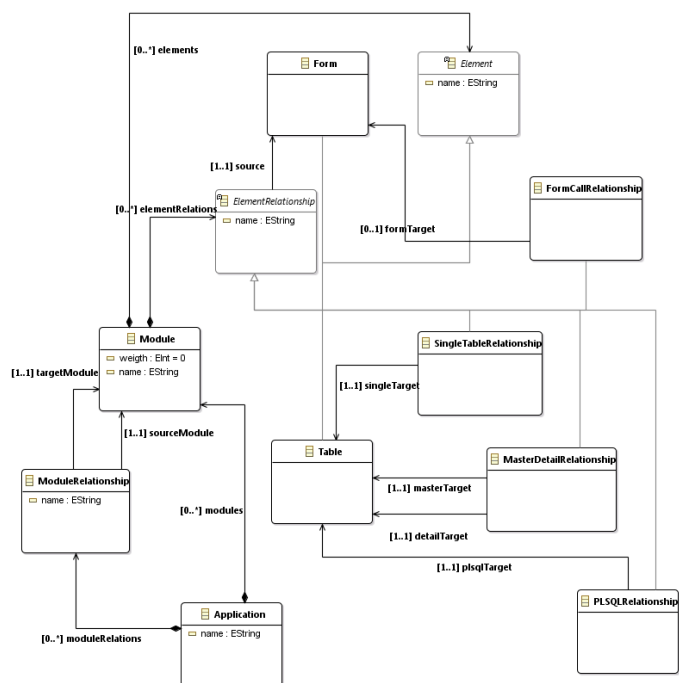 [0..*] elements
Form
Element
name : EString
[1..1] source
FormCallRelationship
ElementRelationship
[0..*] elementRelations
name : EString
[0..1] formTarget
Module
weigth : EInt = 0
name : EString
SingleTableRelationship
[1..1] targetModule
[1..1] singleTarget
[1..1] sourceModule
Table
MasterDetailRelationship
ModuleRelationship
name : EString
[1..1] masterTarget
[0..*] modules
[1..1] detailTarget
[1..1] plsqlTarget
PLSQLRelationship
Application
name : EString
[0..*] moduleRelations